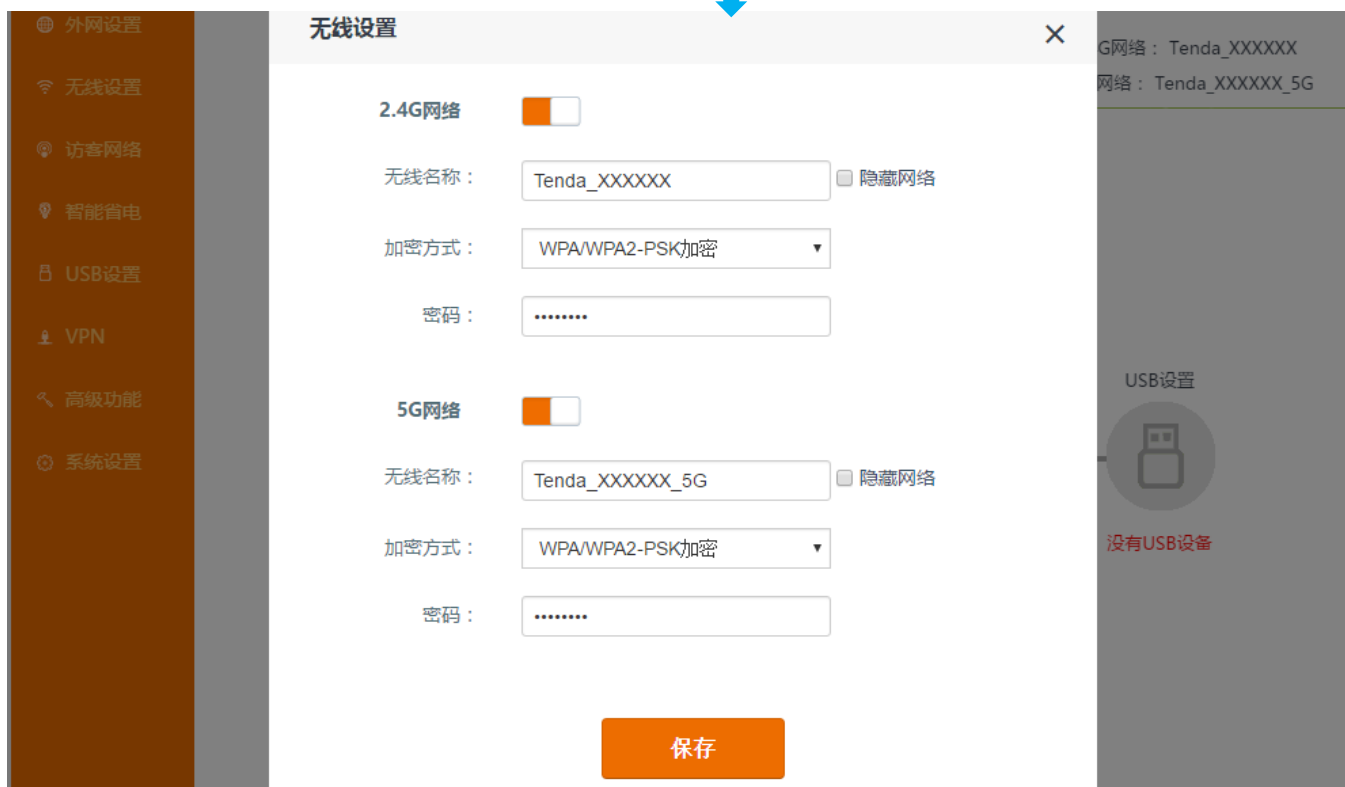 外网设置
无线设置
访客网络
智能省电
USB设置
VPN
高级功能
系统设置
无线设置
2.4G网络
无线名称：
Tenda_XXXXXX
隐藏网络
加密方式：
WPA/WPA2-PSK加密
密码：
••••••••
5G网络
无线名称：
Tenda_XXXXXX_5G
隐藏网络
加密方式：
WPA/WPA2-PSK加密
密码：
••••••••
保存
G网络： Tenda_XXXXXX
网络： Tenda_XXXXXX_5G
USB设置
没有USB设备